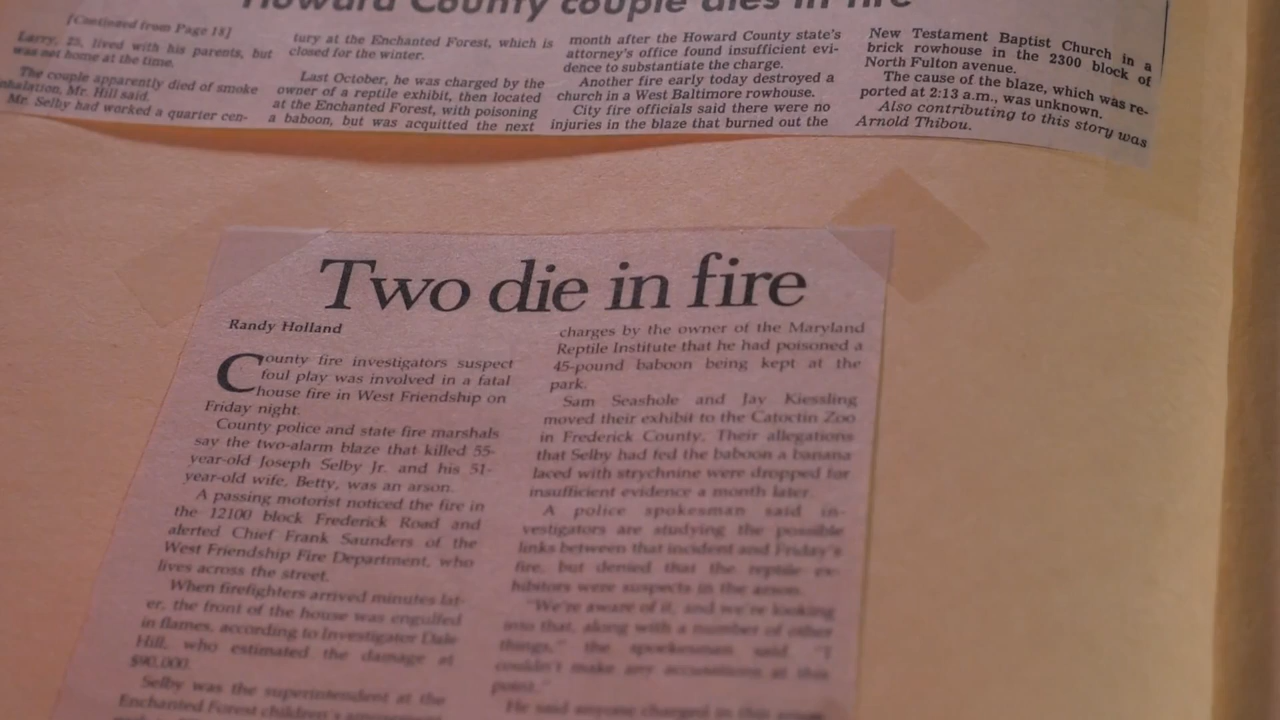 Howard County couple dies in fire
[Continued from Page 18]
Larry, 25, lived with his parents, but
was not home at the time.
The couple apparently died of smoke
inhalation, Mr. Hill said.
Mr. Selby had worked a quarter cen-
tury at the Enchanted Forest, which is
closed for the winter.
Last October, he was charged by the
owner of a reptile exhibit, then located
at the Enchanted Forest, with poisoning
a baboon, but was acquitted the next
month after the Howard County state's
attorney's office found insufficient evi-
dence to substantiate the charge.
Another fire early today destroyed a
church in a West Baltimore rowhouse.
City fire officials said there were no
injuries in the blaze that burned out the
New Testament Baptist Church in a
brick rowhouse in the 2300 block of
North Fulton avenue.
The cause of the blaze, which was re-
ported at 2:13 a.m., was unknown.
Also contributing to this story was
Arnold Thibou.
Two die in fire
Randy Holland
County fire investigators suspect
foul play was involved in a fatal
house fire in West Friendship on
Friday night.
County police and state fire marshals
say the two-alarm blaze that killed 55-
year-old Joseph Selby Jr. and his 51-
year-old wife, Betty, was an arson.
A passing motorist noticed the fire in
the 12100 block Frederick Road and
alerted Chief Frank Saunders of the
West Friendship Fire Department, who
lives across the street.
When firefighters arrived minutes lat-
er, the front of the house was engulfed
in flames, according to Investigator Dale
Hill, who estimated the damage at
$90,000.
Selby was the superintendent at the
Enchanted Forest children's amusement
charges by the owner of the Maryland
Reptile Institute that he had poisoned a
45-pound baboon being kept at the
park.
Sam Seashole and Jay Kiessling
moved their exhibit to the Catoctin Zoo
in Frederick County. Their allegations
that Selby had fed the baboon a banana
laced with strychnine were dropped for
insufficient evidence a month later.
A police spokesman said in-
vestigators are studying the possible
links between that incident and Friday's
fire, but denied that the reptile ex-
hibitors were suspects in the arson.
"We're aware of it, and we're looking
into that, along with a number of other
things," the spokesman said. "I
couldn't make any accusations at this
point."
He said anyone charged in this